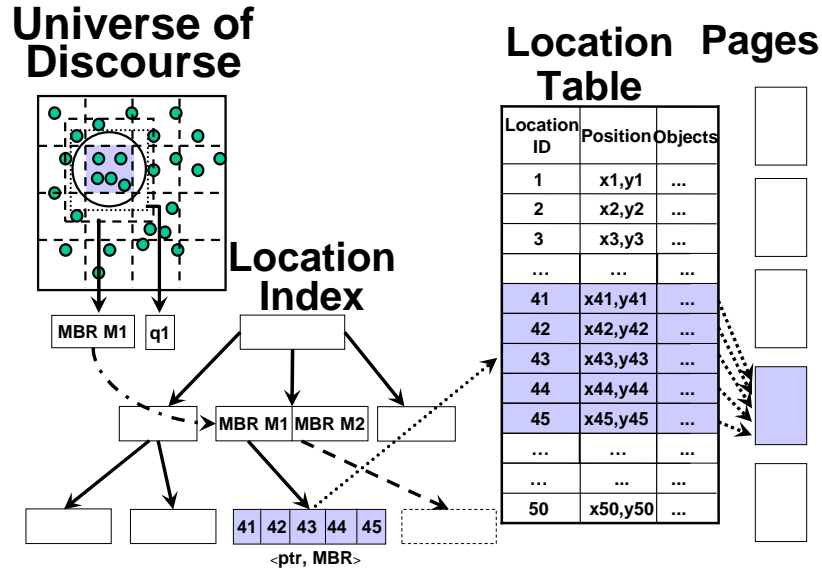 Universe of
Discourse
MBR M1
q1
Location
Index
MBR M1 MBR M2
41 42 43 44 45
<ptr, MBR>
Location
Table
Location
ID Position Objects
1 x1,y1 ...
2 x2,y2 ...
3 x3,y3 ...
... ... ...
41 x41,y41 ...
42 x42,y42 ...
43 x43,y43 ...
44 x44,y44 ...
45 x45,y45 ...
... ... ...
... ... ...
50 x50,y50 ...
Pages